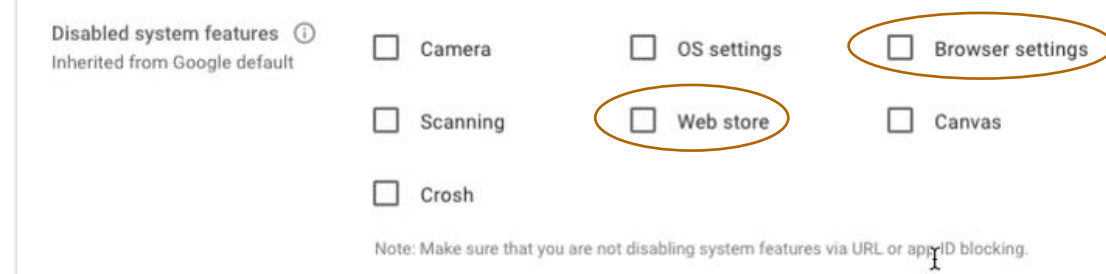 Disabled system features
Inherited from Google default
Camera
OS settings
Browser settings
Scanning
Web store
Canvas
Crosh
Note: Make sure that you are not disabling system features via URL or app ID blocking.